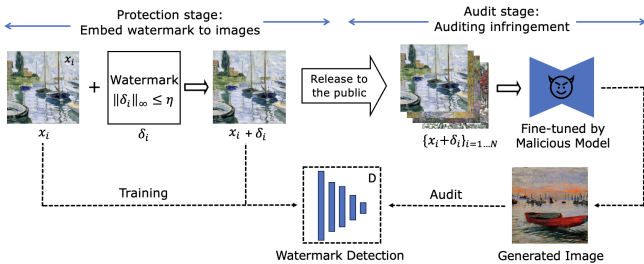 Protection stage:
Embed watermark to images
Audit stage:
Auditing infringement
x_i
Watermark
‖δ_i‖_∞ ≤ η
x_i
+
δ_i
x_i + δ_i
Release to
the public
{x_i+δ_i}_{i=1...N}
Fine-tuned by
Malicious Model
Training
D
Audit
Watermark Detection
Generated Image